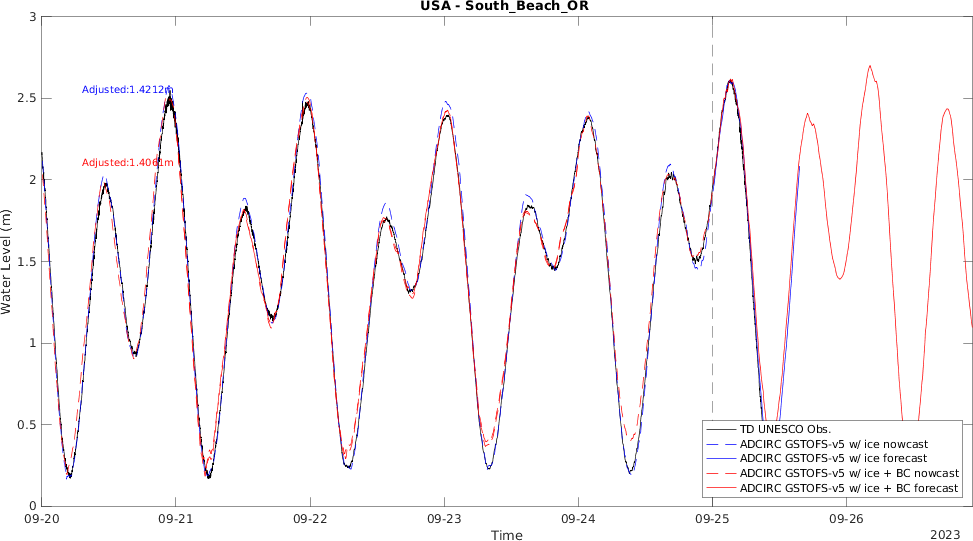 USA - South_Beach_OR
3
2.5
2
1.5
1
0.5
0
Water Level (m)
Adjusted:1.4212m
Adjusted:1.4061m
TD UNESCO Obs.
ADCIRC GSTOFS-v5 w/ ice nowcast
ADCIRC GSTOFS-v5 w/ ice forecast
ADCIRC GSTOFS-v5 w/ ice + BC nowcast
ADCIRC GSTOFS-v5 w/ ice + BC forecast
09-20 09-21 09-22 09-23 09-24 09-25 09-26
Time
2023